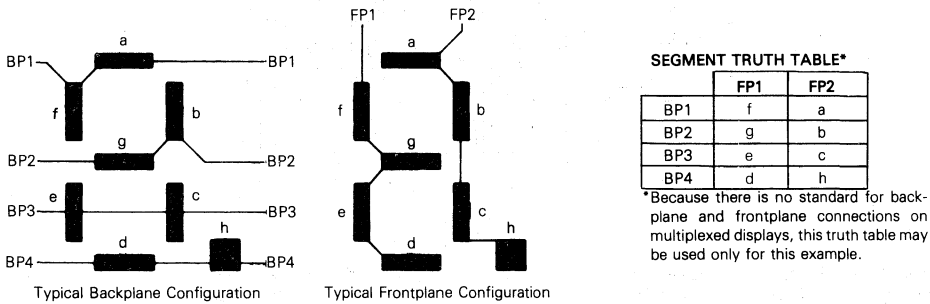 a
BP1
BP1
f
b
g
BP2
BP2
e
c
BP3
BP3
d
h
BP4
BP4
Typical Backplane Configuration
FP1
FP2
a
f
b
g
e
c
d
h
Typical Frontplane Configuration
SEGMENT TRUTH TABLE*
FP1 FP2
BP1 f a
BP2 g b
BP3 e c
BP4 d h
*Because there is no standard for back-
plane and frontplane connections on
multiplexed displays, this truth table may
be used only for this example.